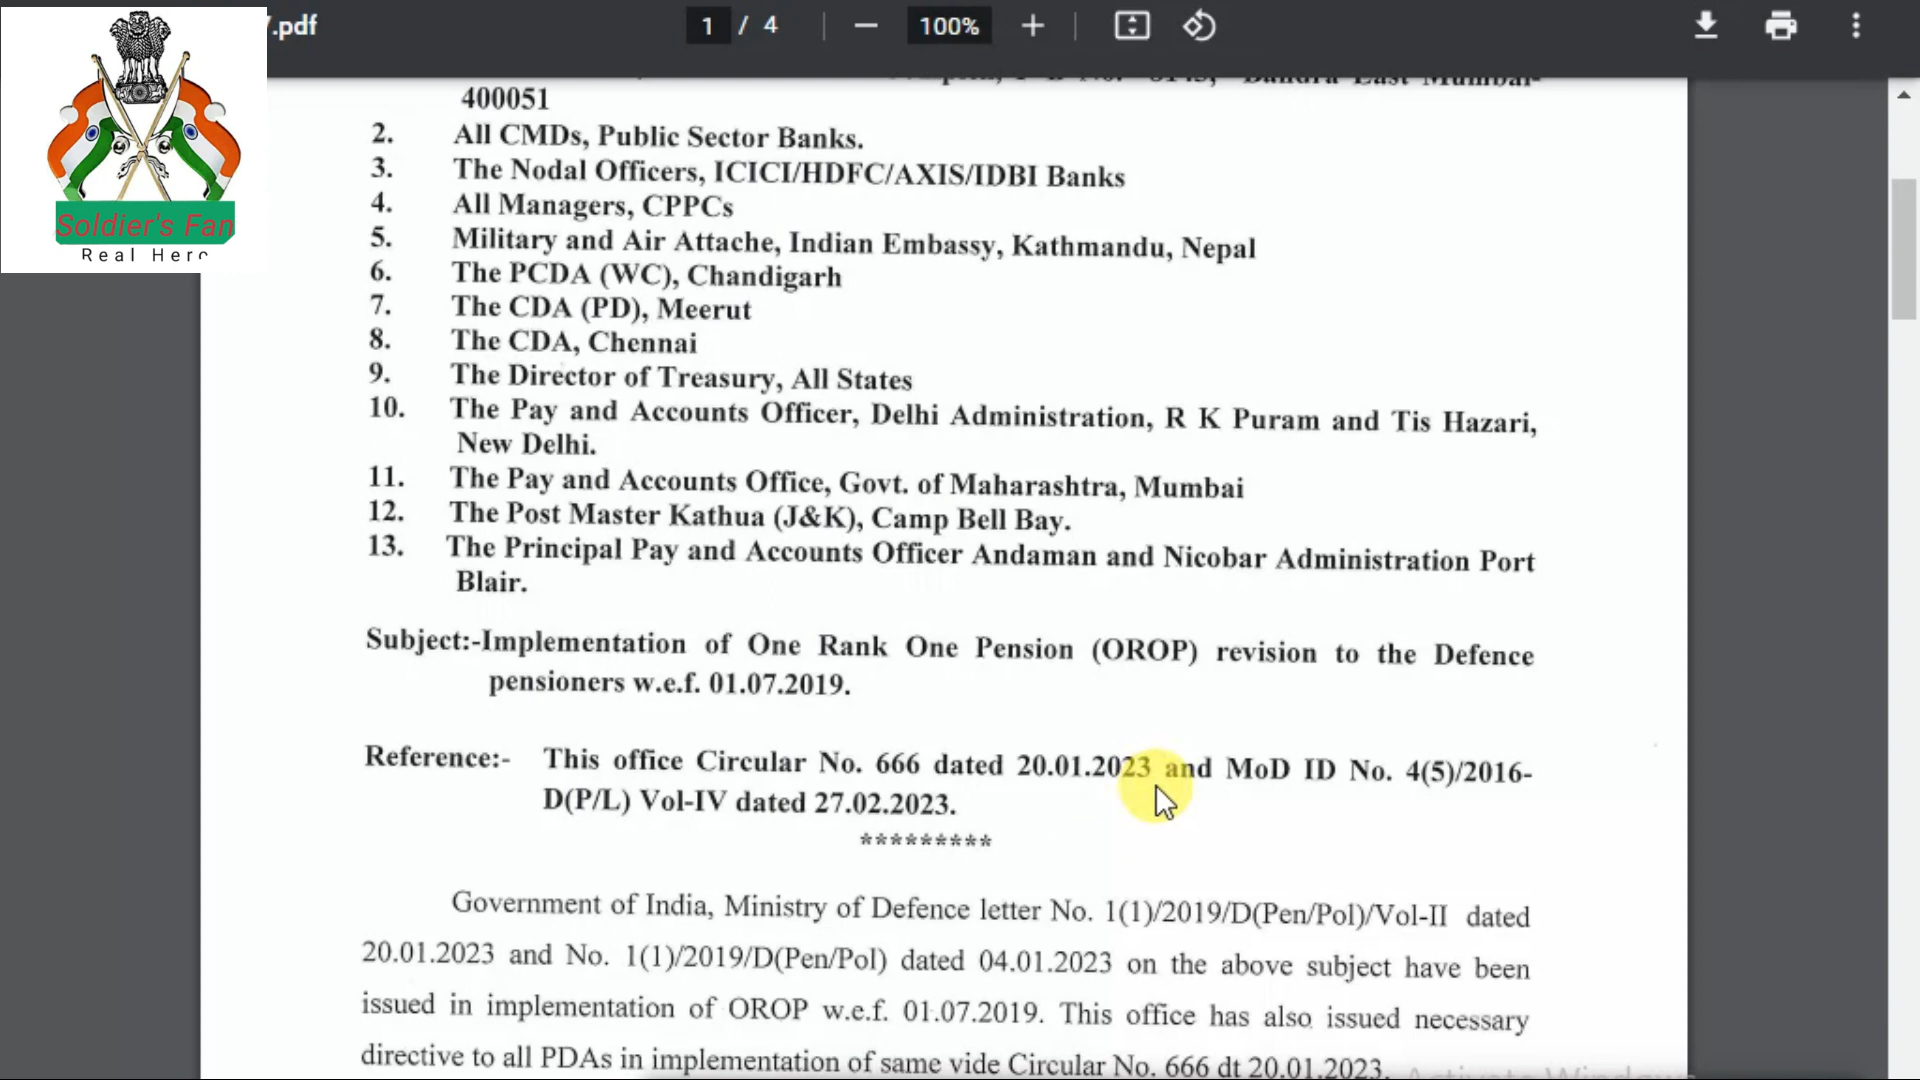 .pdf
1 / 4
100%
400051
2. All CMDs, Public Sector Banks.
3. The Nodal Officers, ICICI/HDFC/AXIS/IDBI Banks
4. All Managers, CPPCs
5. Military and Air Attache, Indian Embassy, Kathmandu, Nepal
6. The PCDA (WC), Chandigarh
7. The CDA (PD), Meerut
8. The CDA, Chennai
9. The Director of Treasury, All States
10. The Pay and Accounts Officer, Delhi Administration, R K Puram and Tis Hazari,
New Delhi.
11. The Pay and Accounts Office, Govt. of Maharashtra, Mumbai
12. The Post Master Kathua (J&K), Camp Bell Bay.
13. The Principal Pay and Accounts Officer Andaman and Nicobar Administration Port
Blair.
Subject:-Implementation of One Rank One Pension (OROP) revision to the Defence
pensioners w.e.f. 01.07.2019.
Reference:- This office Circular No. 666 dated 20.01.2023 and MoD ID No. 4(5)/2016-
D(P/L) Vol-IV dated 27.02.2023.
*********
Government of India, Ministry of Defence letter No. 1(1)/2019/D(Pen/Pol)/Vol-II dated
20.01.2023 and No. 1(1)/2019/D(Pen/Pol) dated 04.01.2023 on the above subject have been
issued in implementation of OROP w.e.f. 01.07.2019. This office has also issued necessary
directive to all PDAs in implementation of same vide Circular No. 666 dt 20.01.2023.
Soldier's Fan
Real Hero